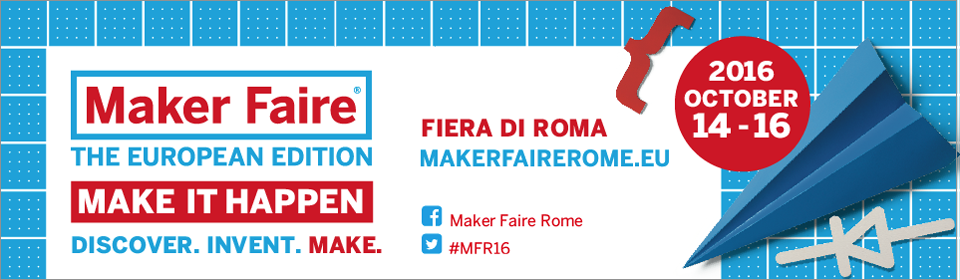 Maker Faire®
THE EUROPEAN EDITION
MAKE IT HAPPEN
DISCOVER. INVENT. MAKE.
FIERA DI ROMA
MAKERFAIREROME.EU
Maker Faire Rome
#MFR16
2016
OCTOBER
14 - 16